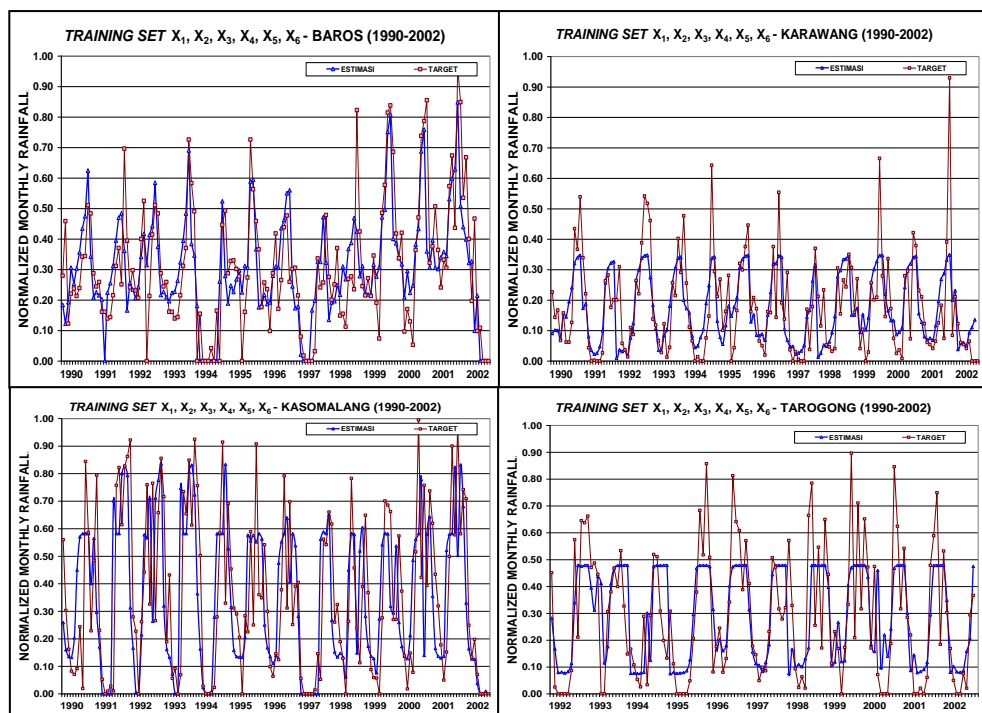 TRAINING SET X1, X2, X3, X4, X5, X6 - BAROS (1990-2002)
ESTIMASI
TARGET
NORMALIZED MONTHLY RAINFALL
1.00
0.90
0.80
0.70
0.60
0.50
0.40
0.30
0.20
0.10
0.00
1990 1991 1992 1993 1994 1995 1996 1997 1998 1999 2000 2001 2002
TRAINING SET X1, X2, X3, X4, X5, X6 - KARAWANG (1990-2002)
ESTIMASI
TARGET
NORMALIZED MONTHLY RAINFALL
1.00
0.90
0.80
0.70
0.60
0.50
0.40
0.30
0.20
0.10
0.00
1990 1991 1992 1993 1994 1995 1996 1997 1998 1999 2000 2001 2002
TRAINING SET X1, X2, X3, X4, X5, X6 - KASOMALANG (1990-2002)
ESTIMASI
TARGET
NORMALIZED MONTHLY RAINFALL
1.00
0.90
0.80
0.70
0.60
0.50
0.40
0.30
0.20
0.10
0.00
1990 1991 1992 1993 1994 1995 1996 1997 1998 1999 2000 2001 2002
TRAINING SET X1, X2, X3, X4, X5, X6 - TAROGONG (1990-2002)
ESTIMASI
TARGET
NORMALIZED MONTHLY RAINFALL
1.00
0.90
0.80
0.70
0.60
0.50
0.40
0.30
0.20
0.10
0.00
1992 1993 1994 1995 1996 1997 1998 1999 2000 2001 2002